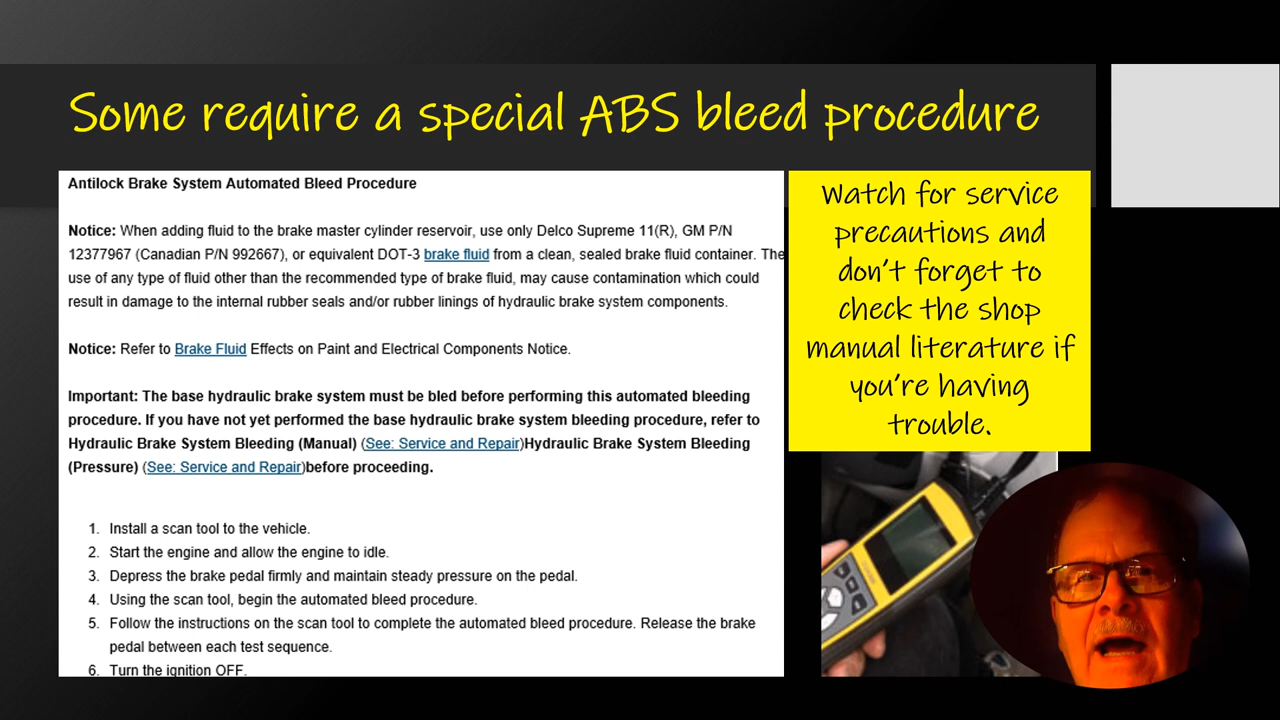 Some require a special ABS bleed procedure
Antilock Brake System Automated Bleed Procedure
Notice: When adding fluid to the brake master cylinder reservoir, use only Delco Supreme 11(R), GM P/N
12377967 (Canadian P/N 992667), or equivalent DOT-3 brake fluid from a clean, sealed brake fluid container. The
use of any type of fluid other than the recommended type of brake fluid, may cause contamination which could
result in damage to the internal rubber seals and/or rubber linings of hydraulic brake system components.
Notice: Refer to Brake Fluid Effects on Paint and Electrical Components Notice.
Important: The base hydraulic brake system must be bled before performing this automated bleeding
procedure. If you have not yet performed the base hydraulic brake system bleeding procedure, refer to
Hydraulic Brake System Bleeding (Manual) (See: Service and Repair)Hydraulic Brake System Bleeding
(Pressure) (See: Service and Repair)before proceeding.
1. Install a scan tool to the vehicle.
2. Start the engine and allow the engine to idle.
3. Depress the brake pedal firmly and maintain steady pressure on the pedal.
4. Using the scan tool, begin the automated bleed procedure.
5. Follow the instructions on the scan tool to complete the automated bleed procedure. Release the brake
pedal between each test sequence.
6. Turn the ignition OFF.
Watch for service
precautions and
don't forget to
check the shop
manual literature if
you're having
trouble.